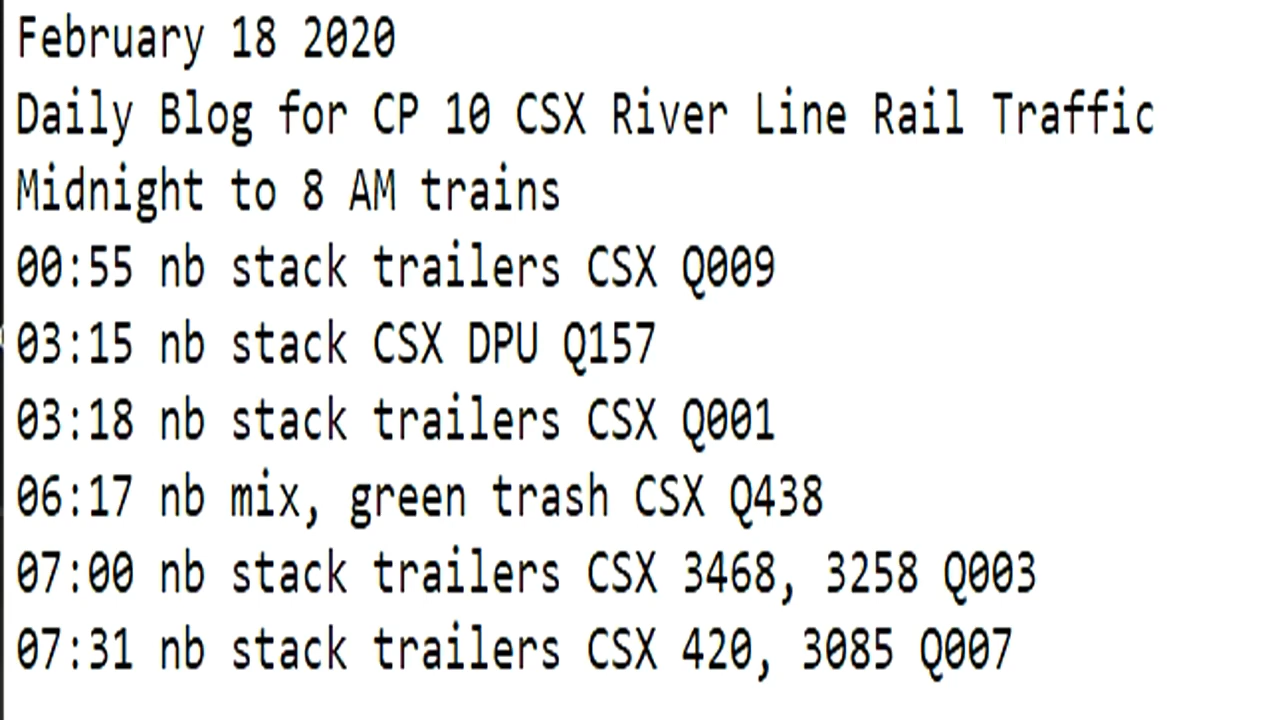 February 18 2020
Daily Blog for CP 10 CSX River Line Rail Traffic
Midnight to 8 AM trains
00:55 nb stack trailers CSX Q009
03:15 nb stack CSX DPU Q157
03:18 nb stack trailers CSX Q001
06:17 nb mix, green trash CSX Q438
07:00 nb stack trailers CSX 3468, 3258 Q003
07:31 nb stack trailers CSX 420, 3085 Q007